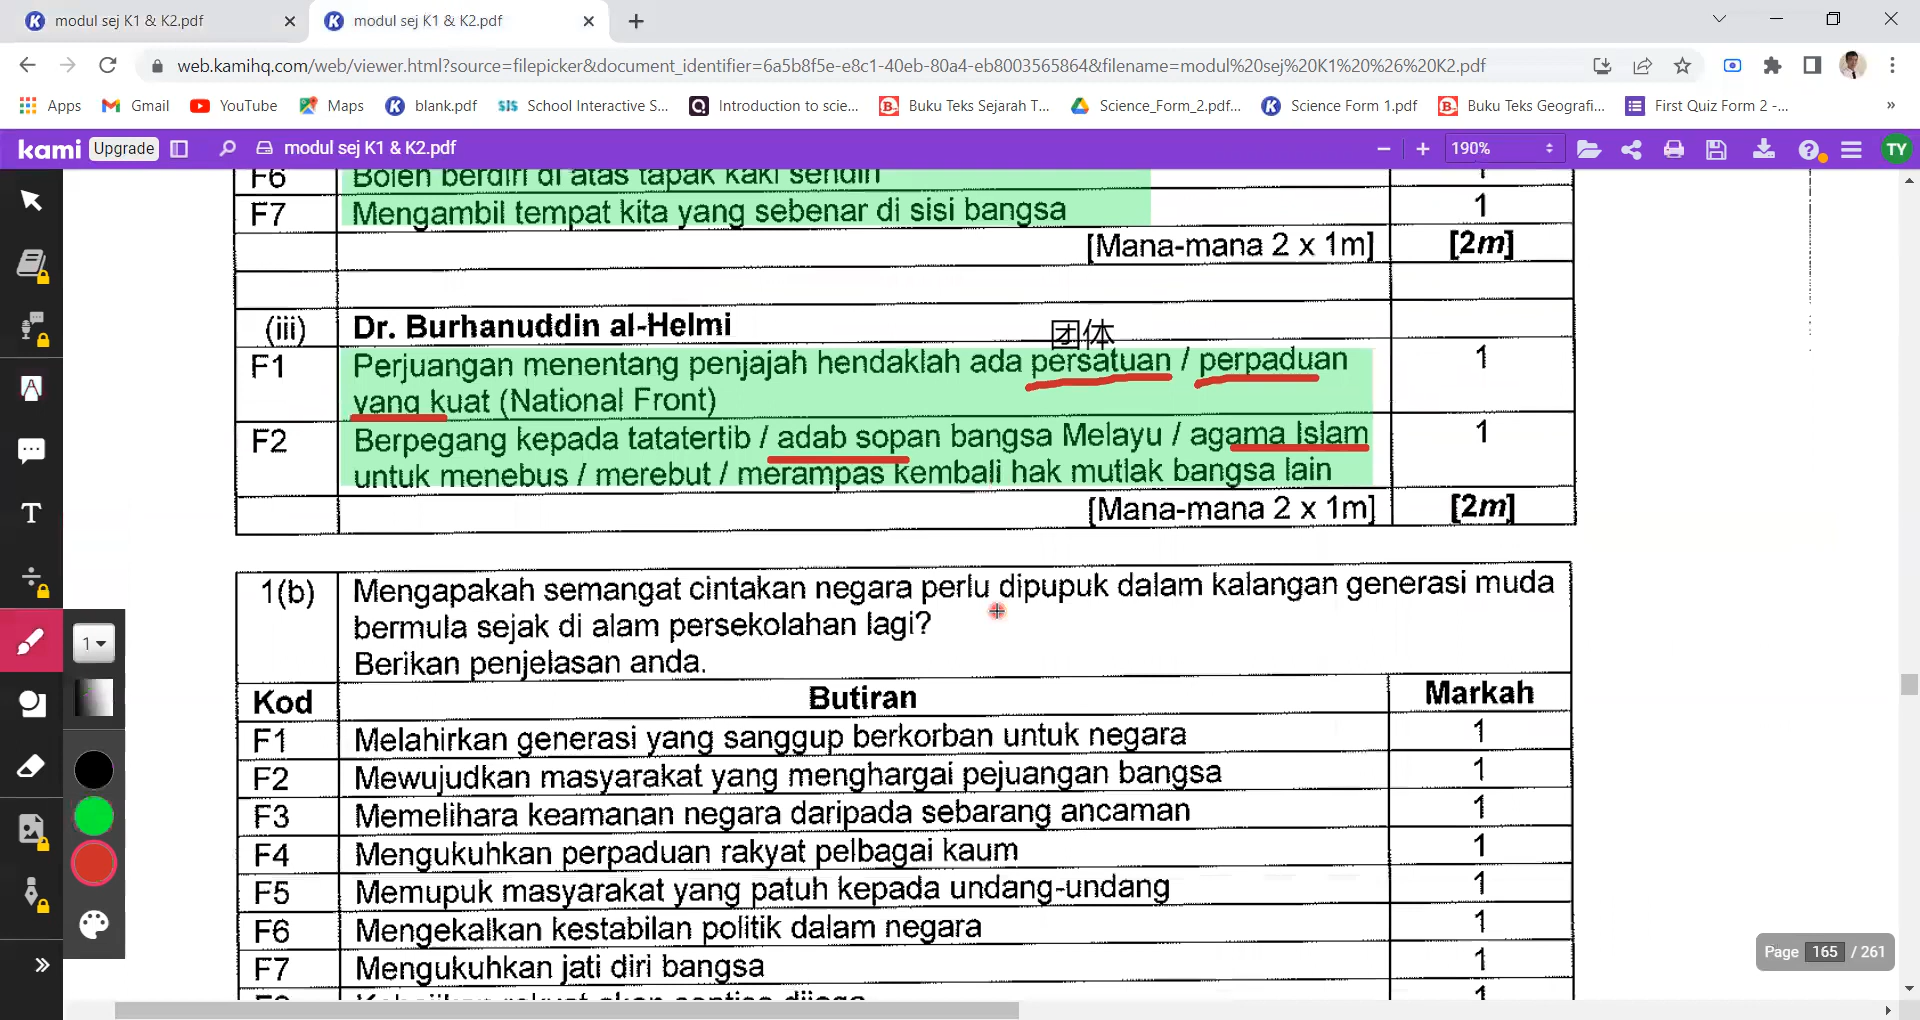 modul sej K1 & K2.pdf
modul sej K1 & K2.pdf
web.kamihq.com/web/viewer.html?source=filepicker&document_identifier=6a5b8f5e-e8c1-40eb-80a4-eb8003565864&filename=modul%20sej%20K1%20%26%20K2.pdf
Apps Gmail YouTube Maps blank.pdf School Interactive S... Introduction to scie... Buku Teks Sejarah T... Science_Form_2.pdf... Science Form 1.pdf Buku Teks Geografi... First Quiz Form 2 -... »
kami Upgrade modul sej K1 & K2.pdf − + 190% TY
F6 Boleh berdiri di atas tapak kaki sendiri 1
F7 Mengambil tempat kita yang sebenar di sisi bangsa 1
[Mana-mana 2 x 1m] [2m]
(iii) Dr. Burhanuddin al-Helmi 团体
F1 Perjuangan menentang penjajah hendaklah ada persatuan / perpaduan 1
yang kuat (National Front)
F2 Berpegang kepada tatatertib / adab sopan bangsa Melayu / agama Islam 1
untuk menebus / merebut / merampas kembali hak mutlak bangsa lain
[Mana-mana 2 x 1m] [2m]
1(b) Mengapakah semangat cintakan negara perlu dipupuk dalam kalangan generasi muda
bermula sejak di alam persekolahan lagi?
Berikan penjelasan anda.
Kod Butiran Markah
F1 Melahirkan generasi yang sanggup berkorban untuk negara 1
F2 Mewujudkan masyarakat yang menghargai pejuangan bangsa 1
F3 Memelihara keamanan negara daripada sebarang ancaman 1
F4 Mengukuhkan perpaduan rakyat pelbagai kaum 1
F5 Memupuk masyarakat yang patuh kepada undang-undang 1
F6 Mengekalkan kestabilan politik dalam negara 1
F7 Mengukuhkan jati diri bangsa 1
1
T
Page 165 / 261